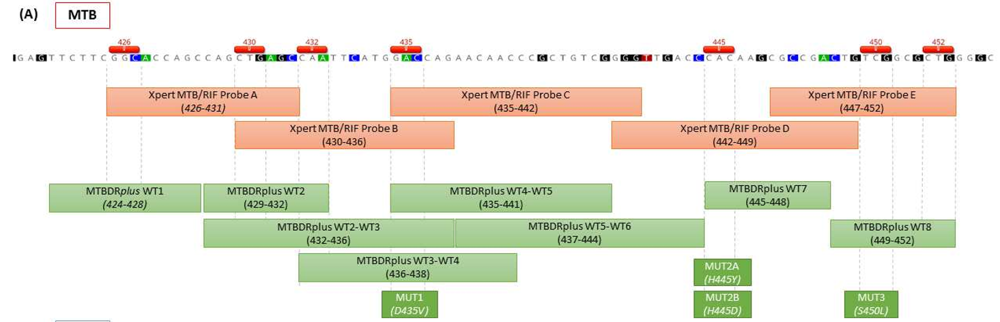 (A)
MTB
426 430 432 435 445 450 452
GAGTTCTTCGGCACCAGCCAGCTGAGCCAATTCATGGACCAGAACAACCCGCTGTCGGGGTTGACCCACAAGCGCCGACTGTCGGCGCTGGGGC
Xpert MTB/RIF Probe A
(426-431)
Xpert MTB/RIF Probe C
(435-442)
Xpert MTB/RIF Probe E
(447-452)
Xpert MTB/RIF Probe B
(430-436)
Xpert MTB/RIF Probe D
(442-449)
MTBDRplus WT1
(424-428)
MTBDRplus WT2
(429-432)
MTBDRplus WT4-WT5
(435-441)
MTBDRplus WT7
(445-448)
MTBDRplus WT2-WT3
(432-436)
MTBDRplus WT5-WT6
(437-444)
MTBDRplus WT8
(449-452)
MTBDRplus WT3-WT4
(436-438)
MUT2A
(H445Y)
MUT1
(D435V)
MUT2B
(H445D)
MUT3
(S450L)